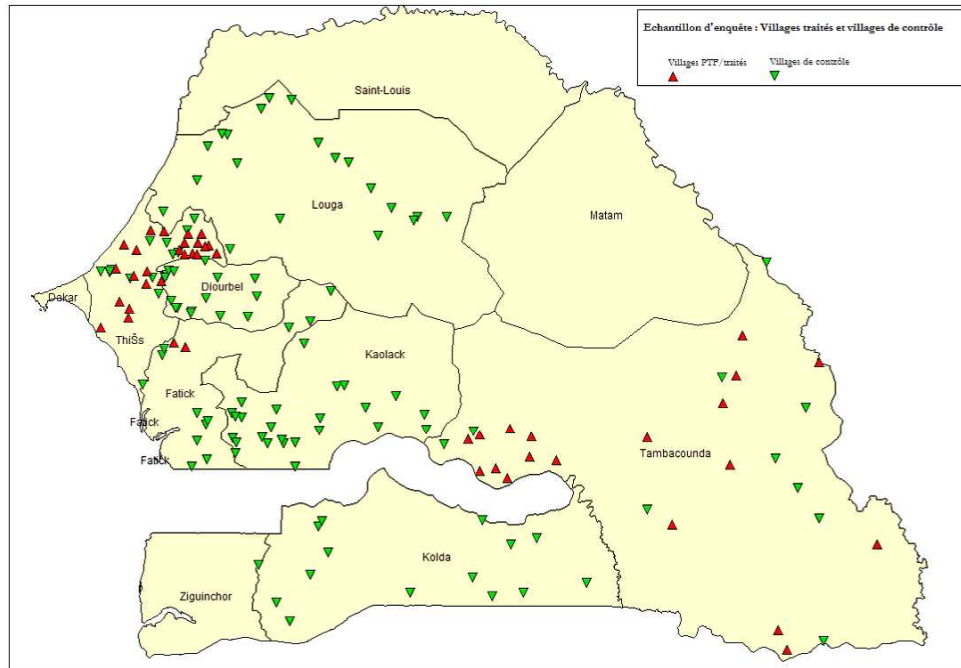 Echantillon d'enquête : Villages traités et villages de contrôle
Villages PTP/traités Villages de contrôle
Saint-Louis
Louga
Matam
Diourbel
Dakar
ThiŠs
Kaolack
Fatick
Fatick
Fatick
Tambacounda
Kolda
Ziguinchor